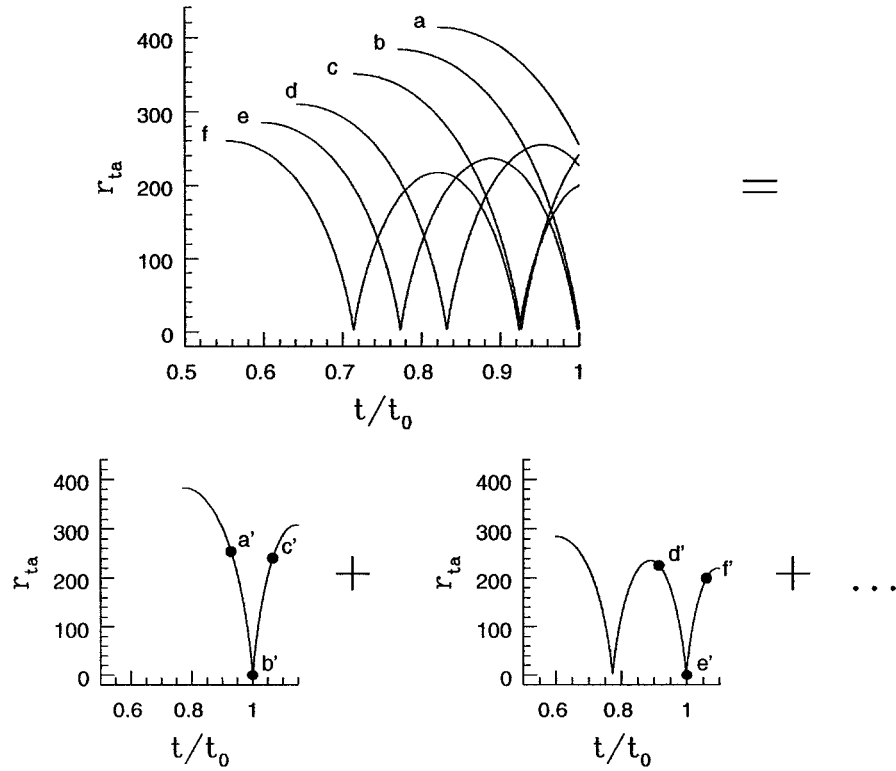 a
400
b
c
300
d
e
f
r_ta
200
=
100
0
0.5 0.6 0.7 0.8 0.9 1
t/t_0
400 400
300 300
a' c' d' f'
r_ta 200 + r_ta 200 + ...
100 100
b' e'
0 0
0.6 0.8 1 0.6 0.8 1
t/t_0 t/t_0